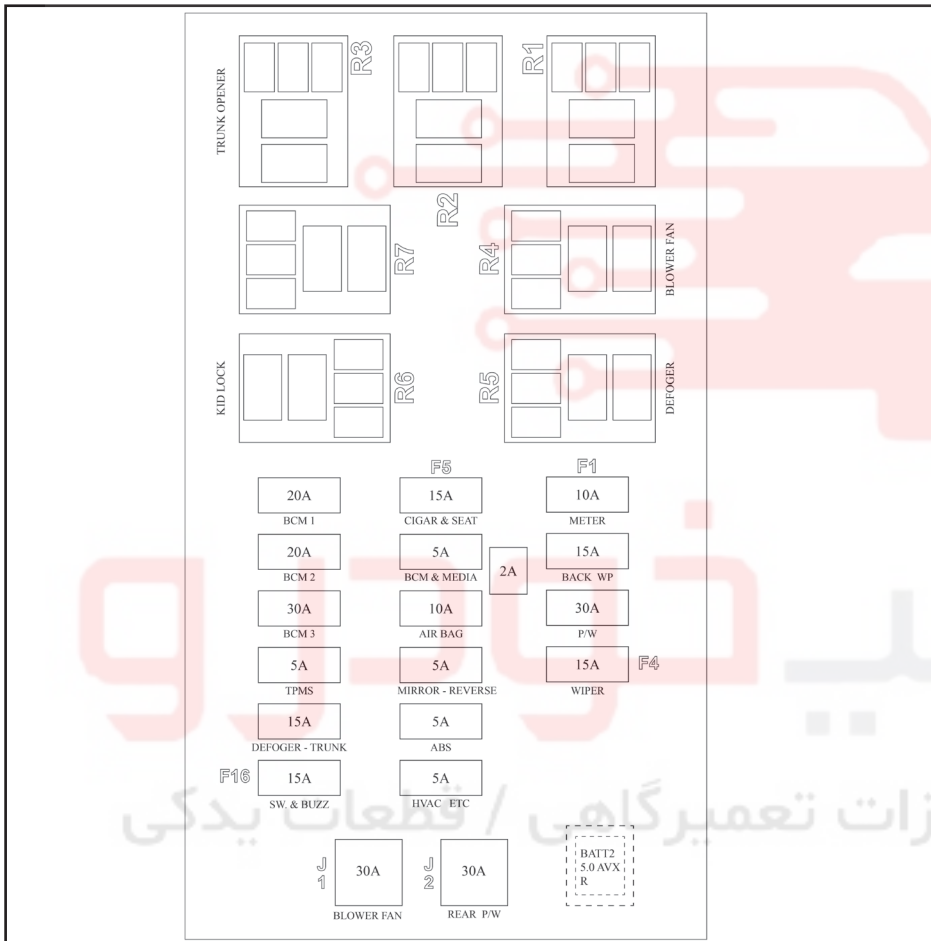 TRUNK OPENER
R3
R2
R1
R7
R4
BLOWER FAN
KID LOCK
R6
R5
DEFOGER
F5
F1
20A
15A
10A
BCM 1
CIGAR & SEAT
METER
20A
5A
2A
15A
BCM 2
BCM & MEDIA
BACK WP
30A
10A
30A
BCM 3
AIR BAG
P/W
5A
5A
15A
F4
TPMS
MIRROR - REVERSE
WIPER
15A
5A
DEFOGER - TRUNK
ABS
F16
15A
5A
SW. & BUZZ
HVAC ETC
J1
30A
BLOWER FAN
J2
30A
REAR P/W
BATT2
5.0 AVX
R
خودرو
تعمیرگاهی / قطعات یدکی